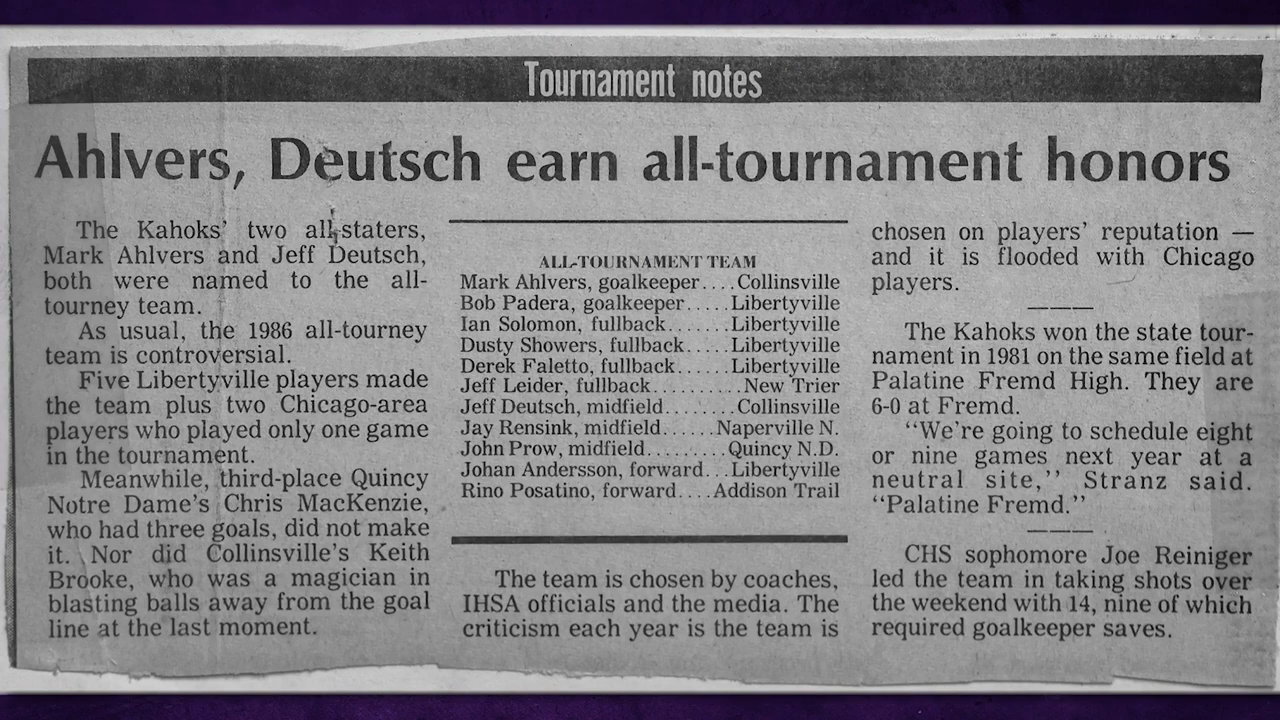 Tournament notes
Ahlvers, Deutsch earn all-tournament honors
The Kahoks' two all-staters,
Mark Ahlvers and Jeff Deutsch,
both were named to the all-
tourney team.
As usual, the 1986 all-tourney
team is controversial.
Five Libertyville players made
the team plus two Chicago-area
players who played only one game
in the tournament.
Meanwhile, third-place Quincy
Notre Dame's Chris MacKenzie,
who had three goals, did not make
it. Nor did Collinsville's Keith
Brooke, who was a magician in
blasting balls away from the goal
line at the last moment.
ALL-TOURNAMENT TEAM
Mark Ahlvers, goalkeeper....Collinsville
Bob Padera, goalkeeper.....Libertyville
Ian Solomon, fullback.......Libertyville
Dusty Showers, fullback.....Libertyville
Derek Faletto, fullback......Libertyville
Jeff Leider, fullback..........New Trier
Jeff Deutsch, midfield........Collinsville
Jay Rensink, midfield......Naperville N.
John Prow, midfield.........Quincy N.D.
Johan Andersson, forward...Libertyville
Rino Posatino, forward....Addison Trail
The team is chosen by coaches,
IHSA officials and the media. The
criticism each year is the team is
chosen on players' reputation —
and it is flooded with Chicago
players.
The Kahoks won the state tour-
nament in 1981 on the same field at
Palatine Fremd High. They are
6-0 at Fremd.
"We're going to schedule eight
or nine games next year at a
neutral site," Stranz said.
"Palatine Fremd."
CHS sophomore Joe Reiniger
led the team in taking shots over
the weekend with 14, nine of which
required goalkeeper saves.